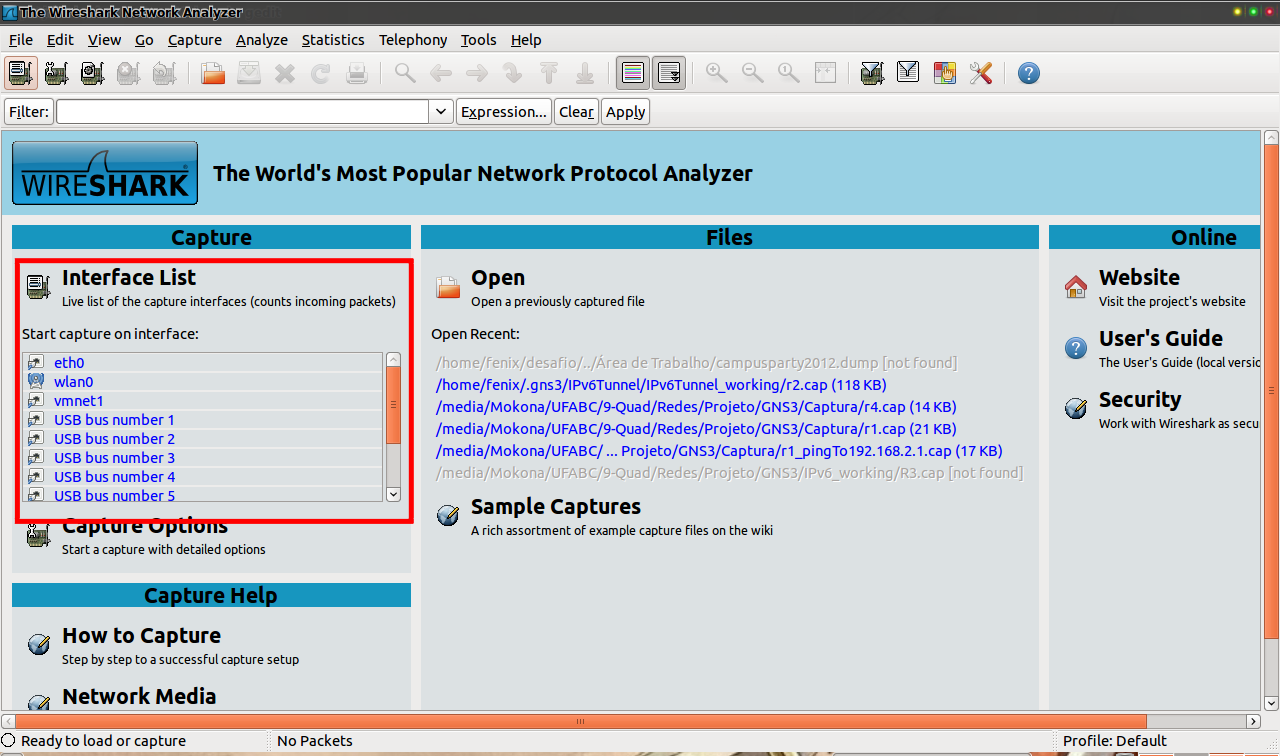 The Wireshark Network Analyzer
File Edit View Go Capture Analyze Statistics Telephony Tools Help
Filter: Expression... Clear Apply
WIRESHARK ®
The World's Most Popular Network Protocol Analyzer
Capture
Interface List
Live list of the capture interfaces (counts incoming packets)
Start capture on interface:
eth0
wlan0
vmnet1
USB bus number 1
USB bus number 2
USB bus number 3
USB bus number 4
USB bus number 5
Capture Options
Start a capture with detailed options
Capture Help
How to Capture
Step by step to a successful capture setup
Network Media
Files
Open
Open a previously captured file
Open Recent:
/home/fenix/desafio/../Área de Trabalho/campusparty2012.dump [not found]
/home/fenix/.gns3/IPv6Tunnel/IPv6Tunnel_working/r2.cap (118 KB)
/media/Mokona/UFABC/9-Quad/Redes/Projeto/GNS3/Captura/r4.cap (14 KB)
/media/Mokona/UFABC/9-Quad/Redes/Projeto/GNS3/Captura/r1.cap (21 KB)
/media/Mokona/UFABC/ ... Projeto/GNS3/Captura/r1_pingTo192.168.2.1.cap (17 KB)
/media/Mokona/UFABC/9-Quad/Redes/Projeto/GNS3/IPv6_working/R3.cap [not found]
Sample Captures
A rich assortment of example capture files on the wiki
Online
Website
Visit the project's website
User's Guide
The User's Guide (local versic
Security
Work with Wireshark as secu
Ready to load or capture
No Packets
Profile: Default